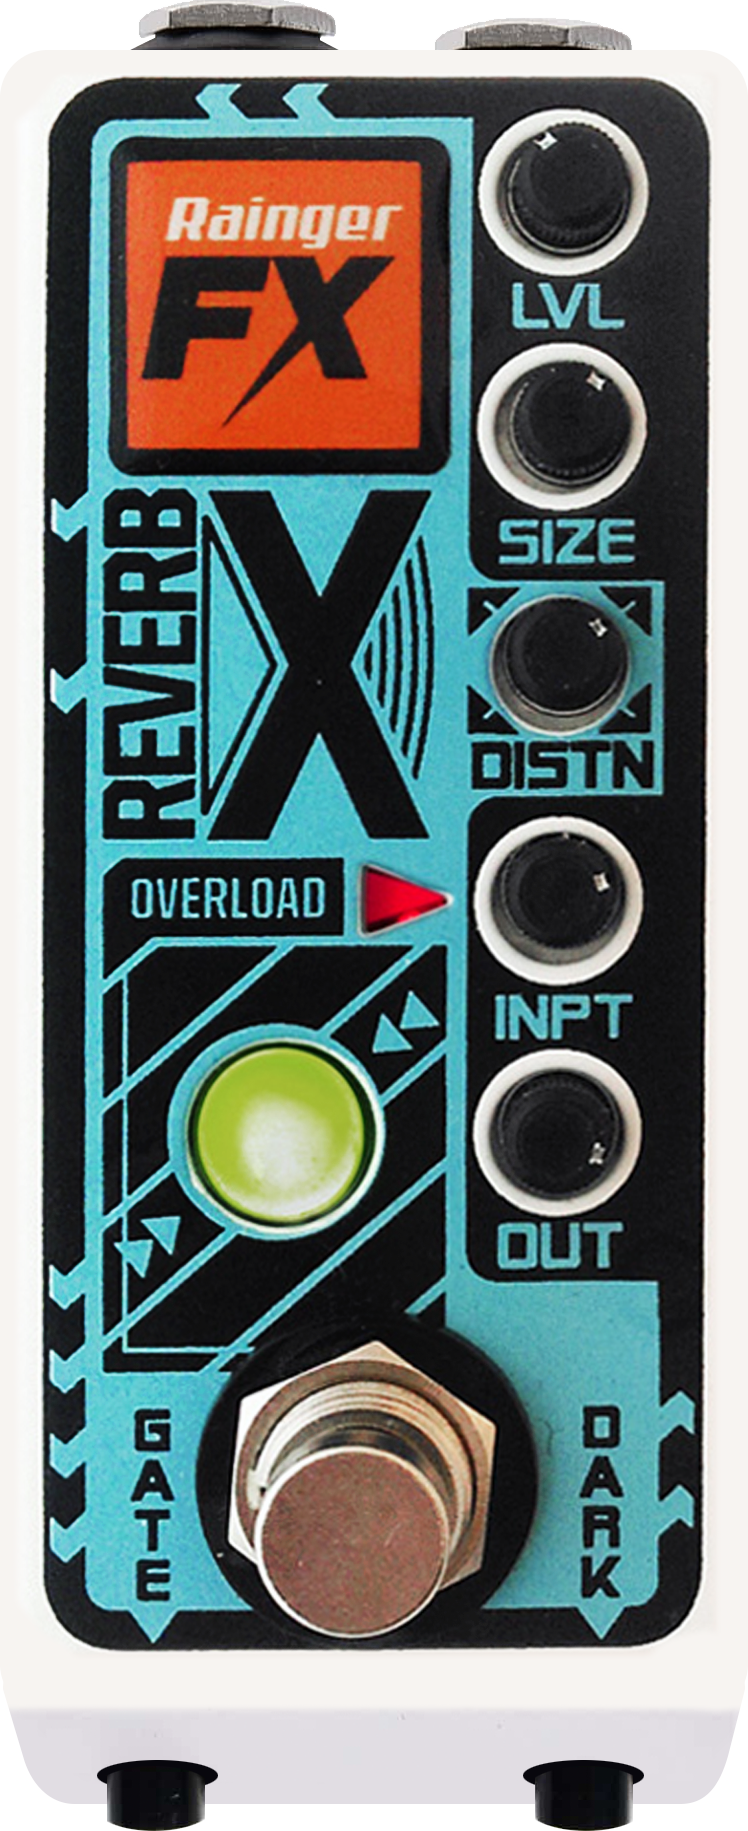 Rainger
FX
LVL
SIZE
REVERB
X
DISTN
OVERLOAD
INPT
OUT
GATE
DARK